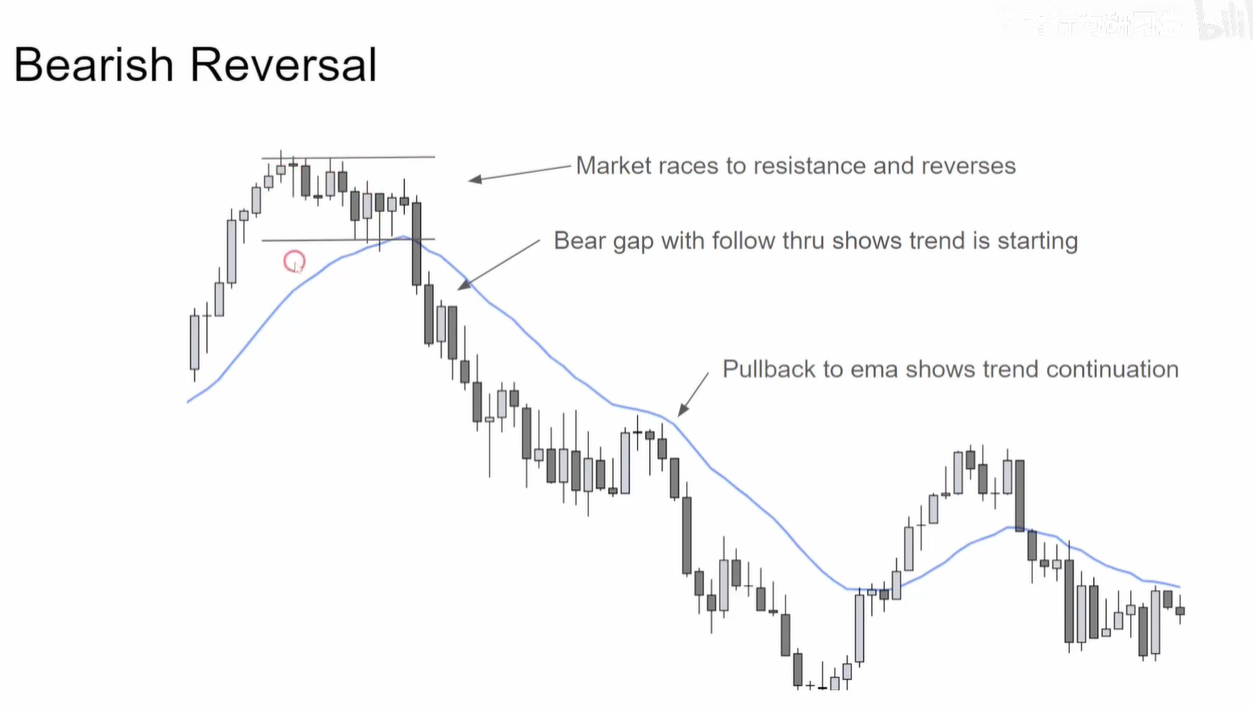 Bearish Reversal
Market races to resistance and reverses
Bear gap with follow thru shows trend is starting
Pullback to ema shows trend continuation